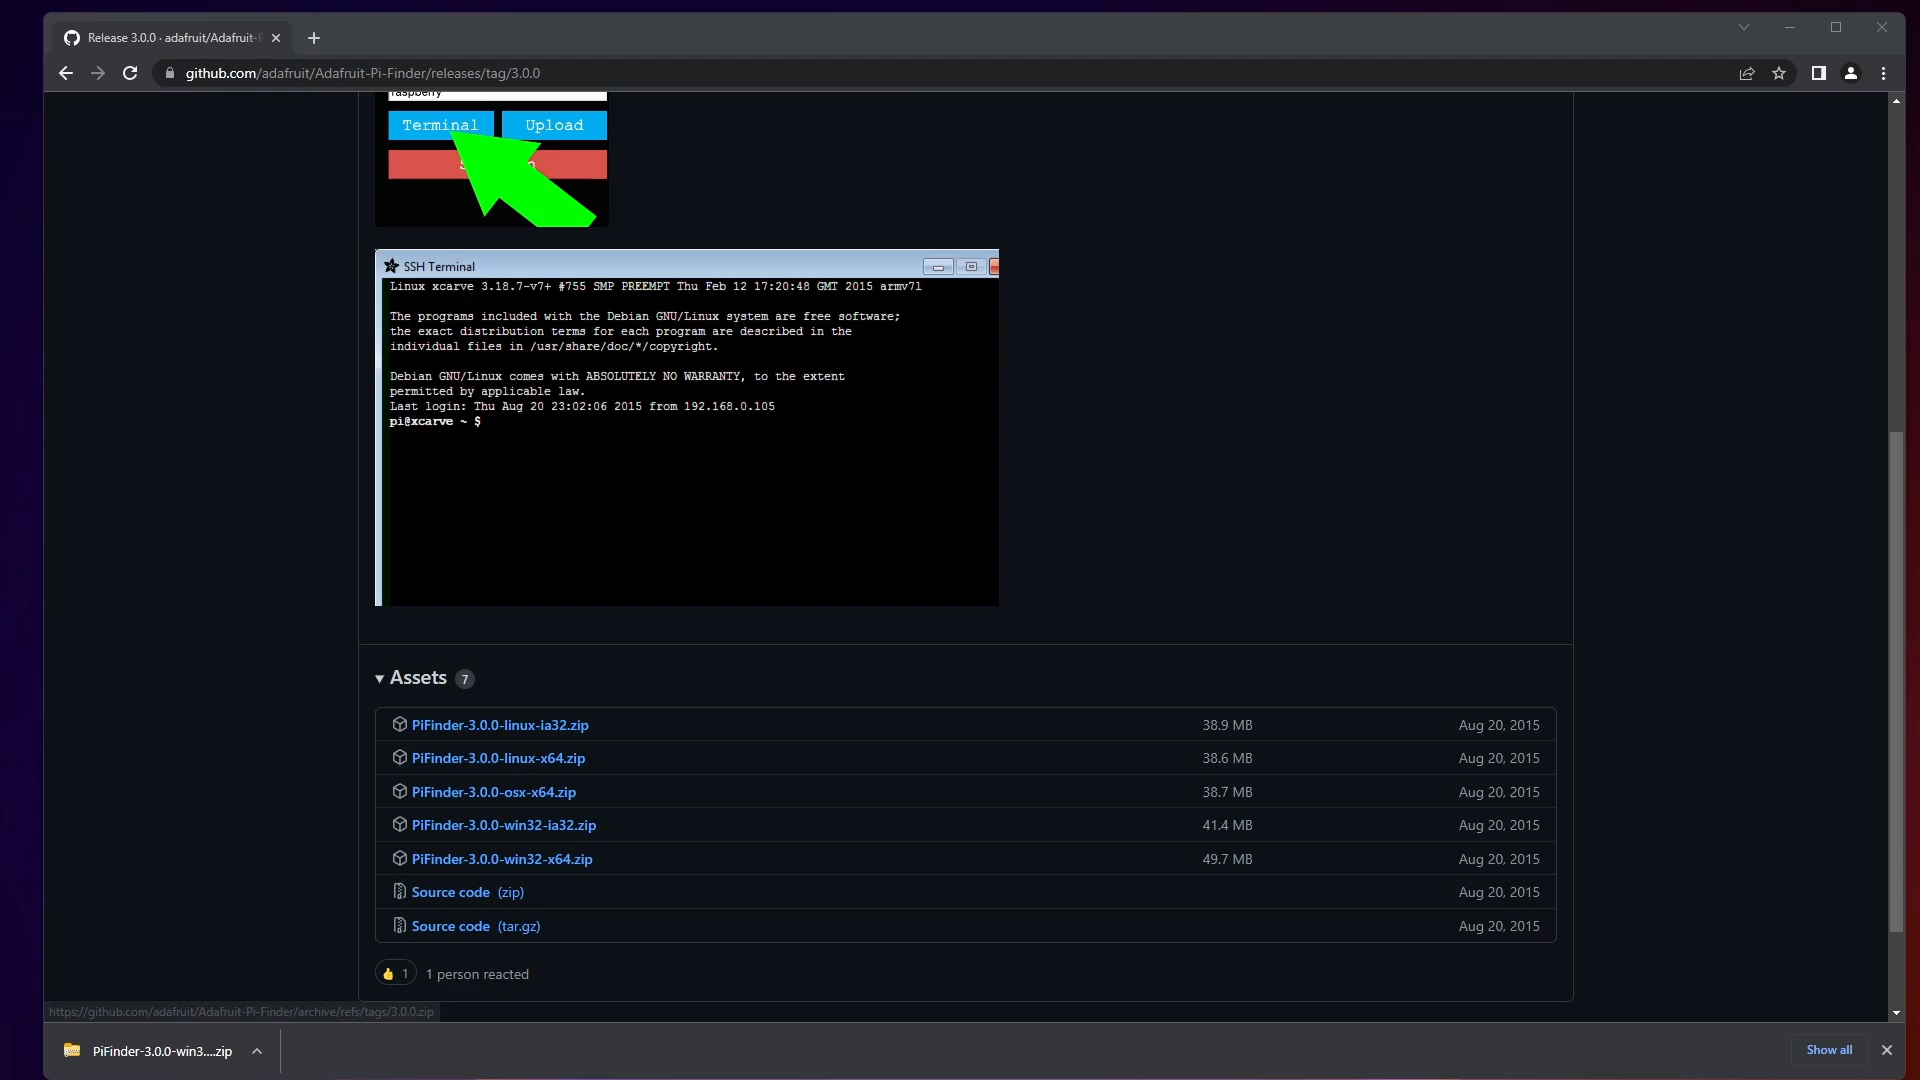 Release 3.0.0 · adafruit/Adafruit-P
github.com/adafruit/Adafruit-Pi-Finder/releases/tag/3.0.0
raspberry
Terminal Upload
SSH Terminal
Linux xcarve 3.18.7-v7+ #755 SMP PREEMPT Thu Feb 12 17:20:48 GMT 2015 armv7l
The programs included with the Debian GNU/Linux system are free software;
the exact distribution terms for each program are described in the
individual files in /usr/share/doc/*/copyright.
Debian GNU/Linux comes with ABSOLUTELY NO WARRANTY, to the extent
permitted by applicable law.
Last login: Thu Aug 20 23:02:06 2015 from 192.168.0.105
pi@xcarve ~ $
Assets 7
PiFinder-3.0.0-linux-ia32.zip 38.9 MB Aug 20, 2015
PiFinder-3.0.0-linux-x64.zip 38.6 MB Aug 20, 2015
PiFinder-3.0.0-osx-x64.zip 38.7 MB Aug 20, 2015
PiFinder-3.0.0-win32-ia32.zip 41.4 MB Aug 20, 2015
PiFinder-3.0.0-win32-x64.zip 49.7 MB Aug 20, 2015
Source code (zip) Aug 20, 2015
Source code (tar.gz) Aug 20, 2015
👍 1 1 person reacted
https://github.com/adafruit/Adafruit-Pi-Finder/archive/refs/tags/3.0.0.zip
PiFinder-3.0.0-win3....zip Show all